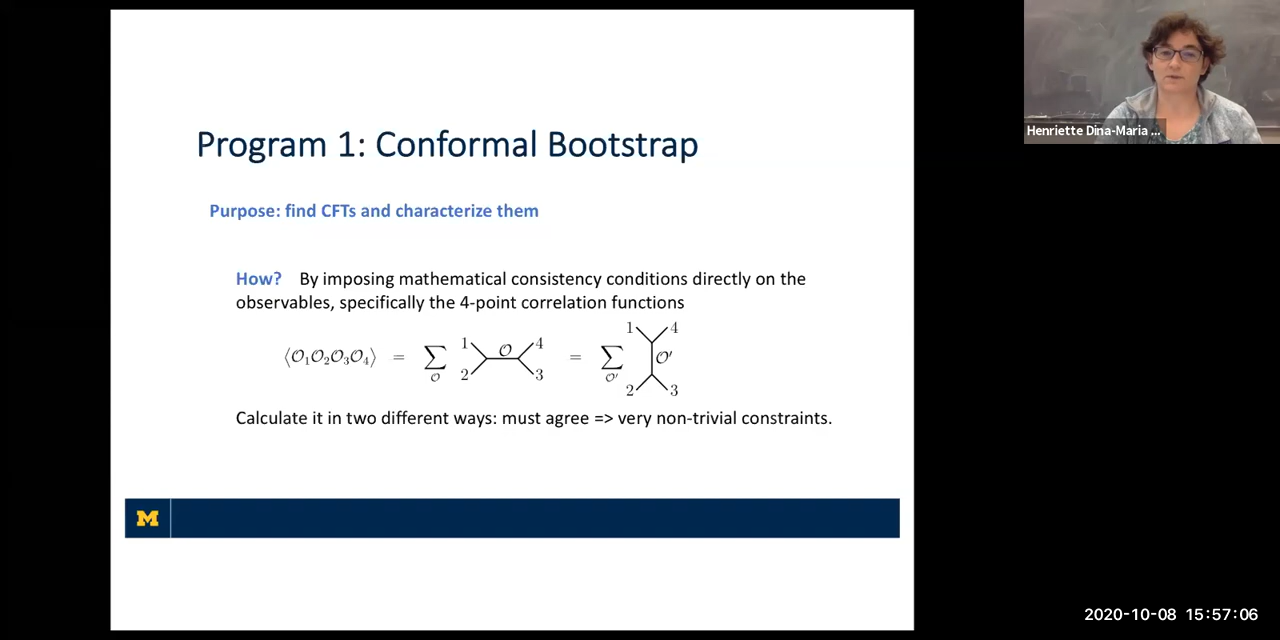 Program 1: Conformal Bootstrap
Purpose: find CFTs and characterize them
How? By imposing mathematical consistency conditions directly on the
observables, specifically the 4-point correlation functions
⟨𝒪₁𝒪₂𝒪₃𝒪₄⟩ = ∑𝒪 1 2 𝒪 4 3 = ∑𝒪′ 1 4 𝒪′ 2 3
Calculate it in two different ways: must agree => very non-trivial constraints.
M
Henriette Dina-Maria ...
2020-10-08 15:57:06